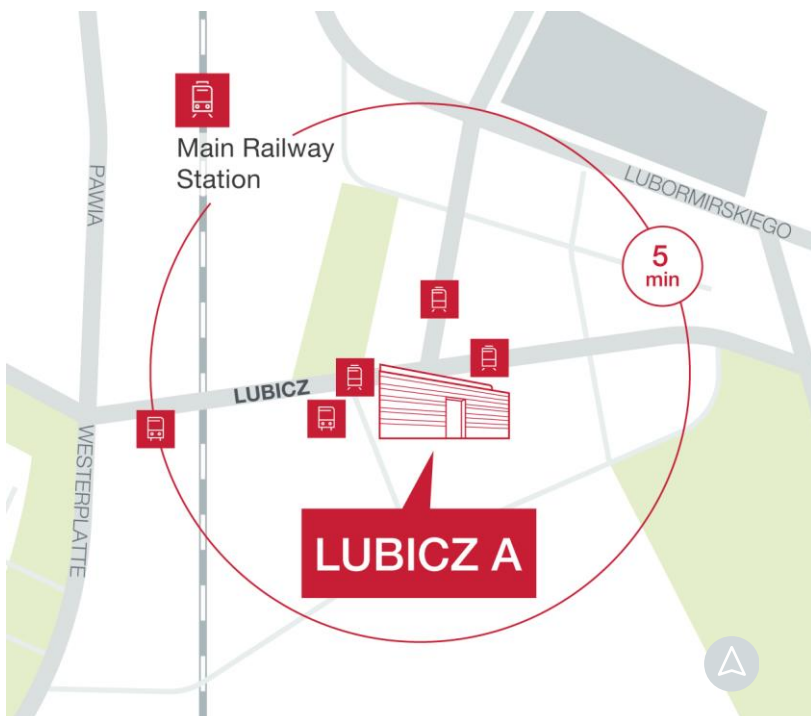 Main Railway
Station
PAWIA
LUBORMIRSKIEGO
5
min
LUBICZ
WESTERPLATTE
LUBICZ A